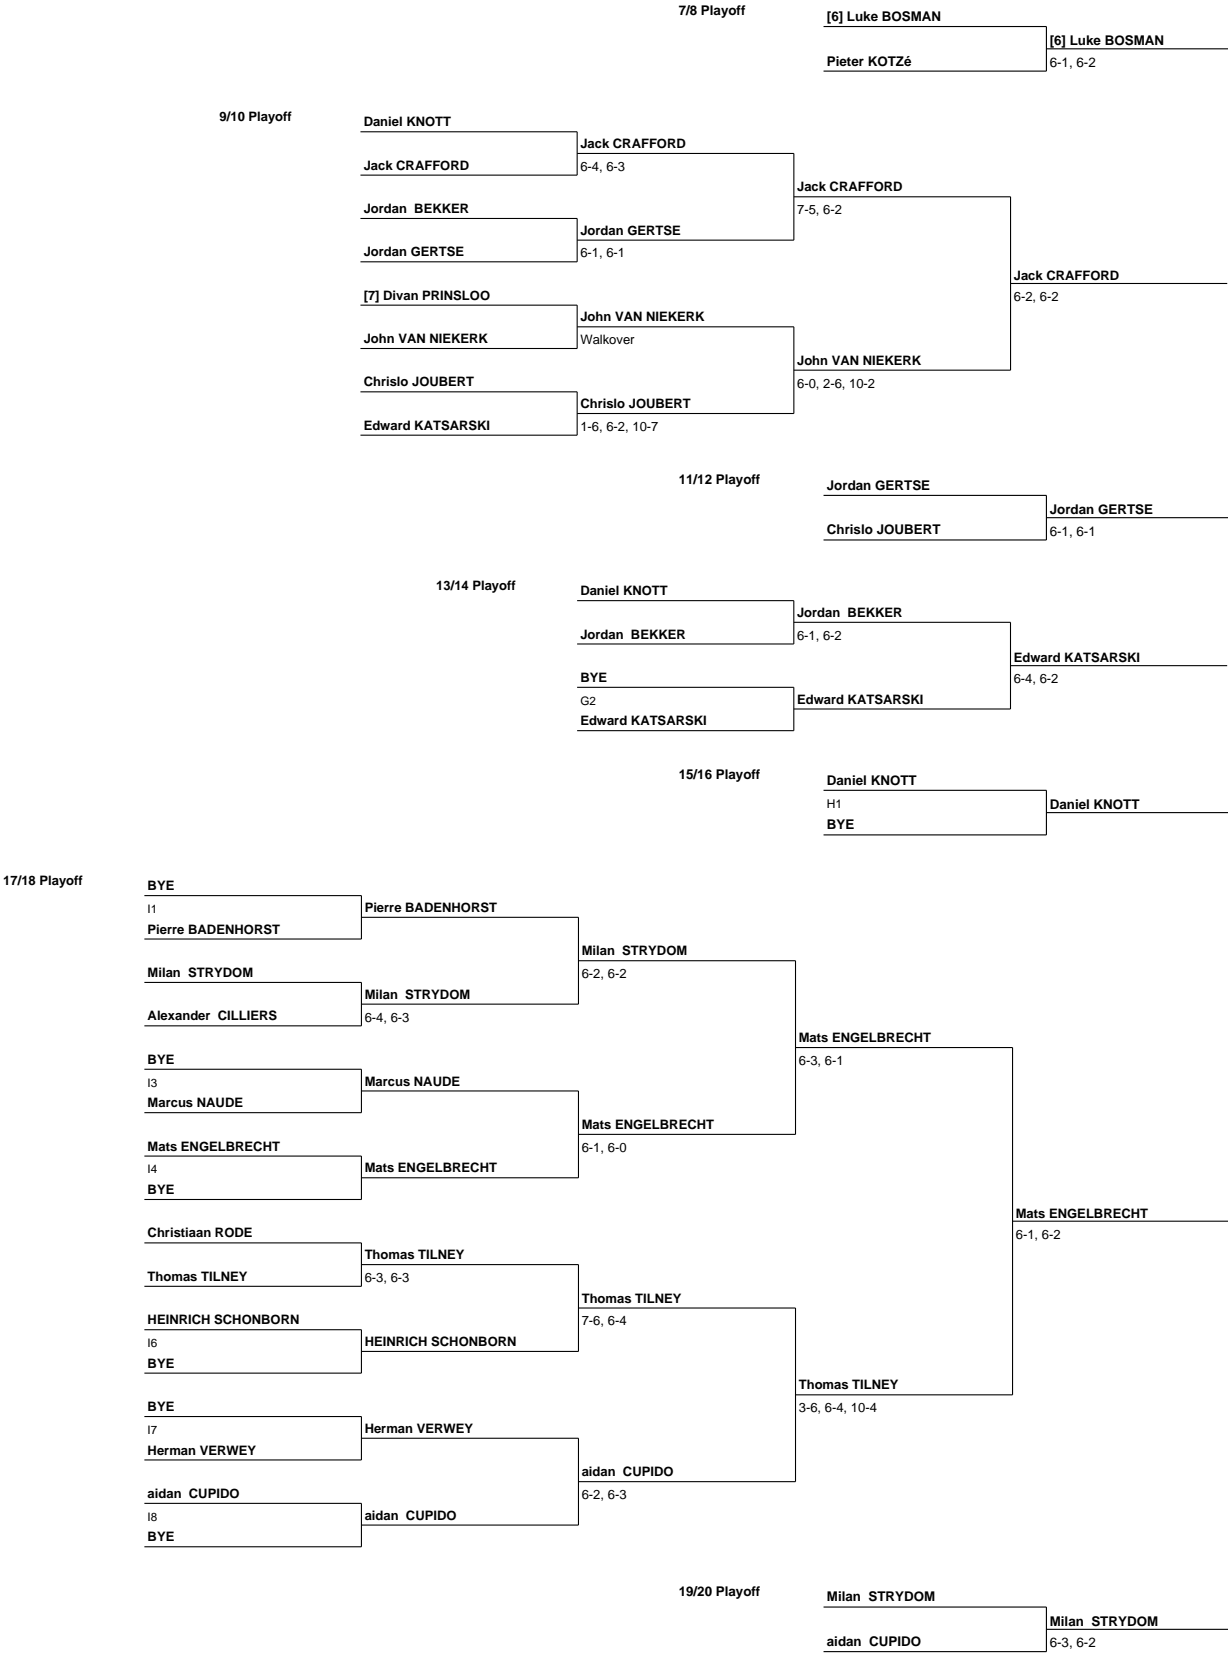 7/8 Playoff
[6] Luke BOSMAN
[6] Luke BOSMAN
Pieter KOTZé
6-1, 6-2
9/10 Playoff
Daniel KNOTT
Jack CRAFFORD
Jack CRAFFORD
6-4, 6-3
Jack CRAFFORD
7-5, 6-2
Jordan BEKKER
Jordan GERTSE
Jordan GERTSE
6-1, 6-1
Jack CRAFFORD
6-2, 6-2
[7] Divan PRINSLOO
John VAN NIEKERK
John VAN NIEKERK
Walkover
John VAN NIEKERK
6-0, 2-6, 10-2
Chrislo JOUBERT
Chrislo JOUBERT
Edward KATSARSKI
1-6, 6-2, 10-7
11/12 Playoff
Jordan GERTSE
Jordan GERTSE
Chrislo JOUBERT
6-1, 6-1
13/14 Playoff
Daniel KNOTT
Jordan BEKKER
Jordan BEKKER
6-1, 6-2
Edward KATSARSKI
6-4, 6-2
BYE
G2
Edward KATSARSKI
Edward KATSARSKI
15/16 Playoff
Daniel KNOTT
H1
Daniel KNOTT
BYE
17/18 Playoff
BYE
I1
Pierre BADENHORST
Pierre BADENHORST
Milan STRYDOM
6-2, 6-2
Milan STRYDOM
Milan STRYDOM
Alexander CILLIERS
6-4, 6-3
Mats ENGELBRECHT
6-3, 6-1
BYE
I3
Marcus NAUDE
Marcus NAUDE
Mats ENGELBRECHT
6-1, 6-0
Mats ENGELBRECHT
I4
Mats ENGELBRECHT
BYE
Mats ENGELBRECHT
6-1, 6-2
Christiaan RODE
Thomas TILNEY
Thomas TILNEY
6-3, 6-3
Thomas TILNEY
7-6, 6-4
HEINRICH SCHONBORN
I6
HEINRICH SCHONBORN
BYE
Thomas TILNEY
3-6, 6-4, 10-4
BYE
I7
Herman VERWEY
Herman VERWEY
aidan CUPIDO
6-2, 6-3
aidan CUPIDO
I8
aidan CUPIDO
BYE
19/20 Playoff
Milan STRYDOM
Milan STRYDOM
aidan CUPIDO
6-3, 6-2